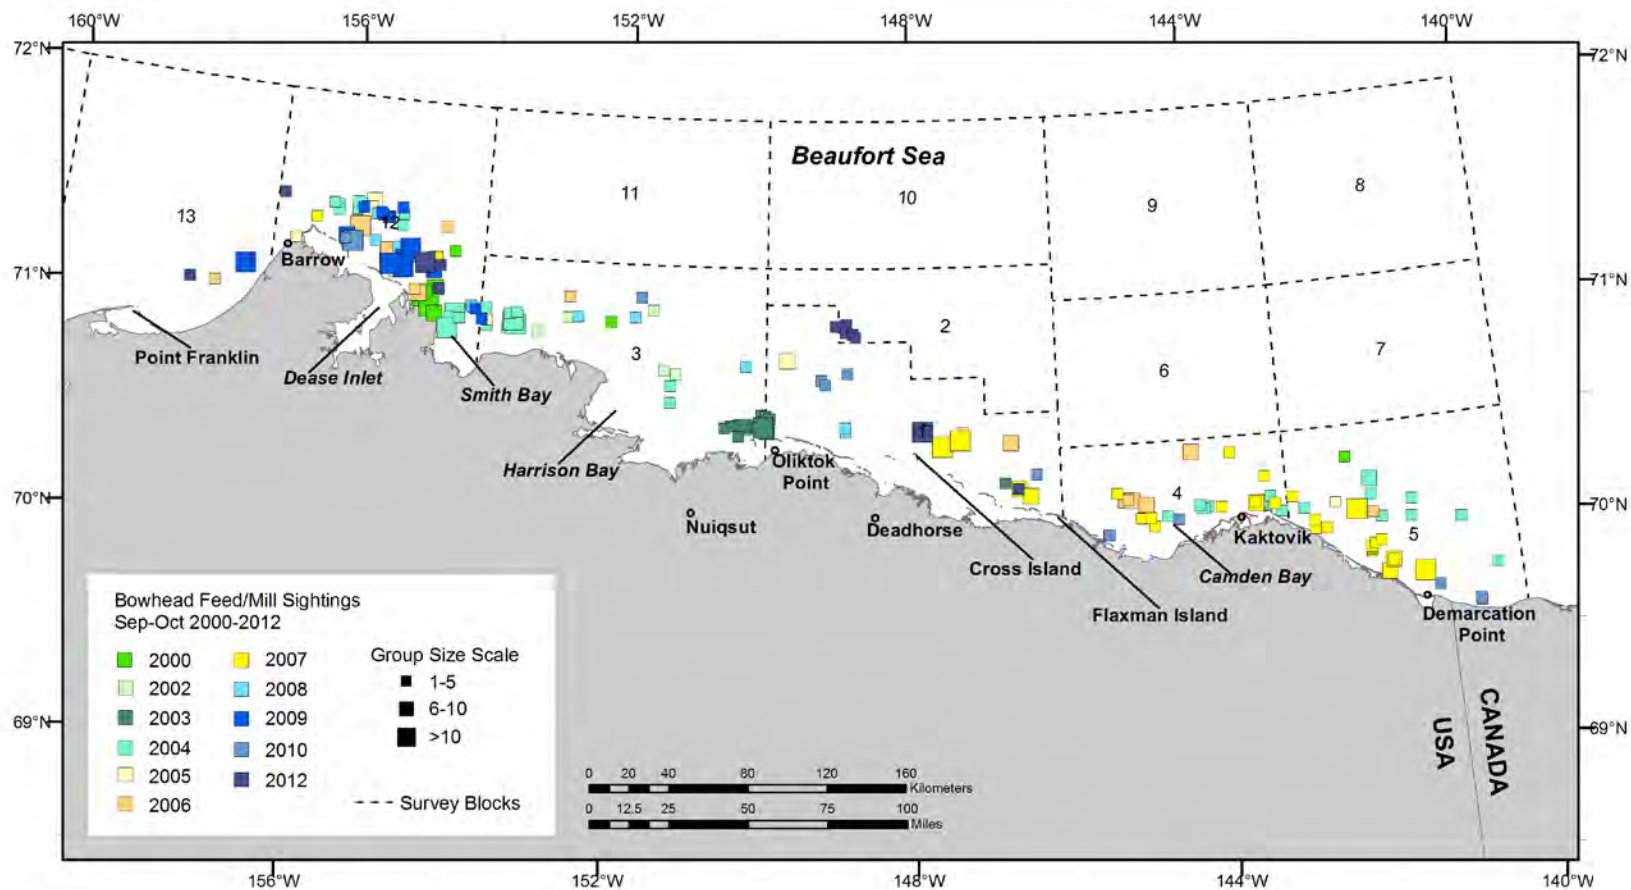 160°W 156°W 152°W 148°W 144°W 140°W
72°N 72°N
Beaufort Sea
8
11
10
9
13
12
Barrow
71°N 71°N
2
7
3
6
Point Franklin
Dease Inlet
Smith Bay
1
Harrison Bay
Oliktok
Point
4
70°N 70°N
Nuiqsut
Deadhorse
Kaktovik
5
Cross Island
Camden Bay
Flaxman Island
Demarcation
Point
Bowhead Feed/Mill Sightings
Sep-Oct 2000-2012
2000
2002
2003
2004
2005
2006
2007
2008
2009
2010
2012
Group Size Scale
1-5
6-10
>10
Survey Blocks
69°N 69°N
USA
CANADA
0 20 40 80 120 160
Kilometers
0 12.5 25 50 75 100
Miles
156°W 152°W 148°W 144°W 140°W